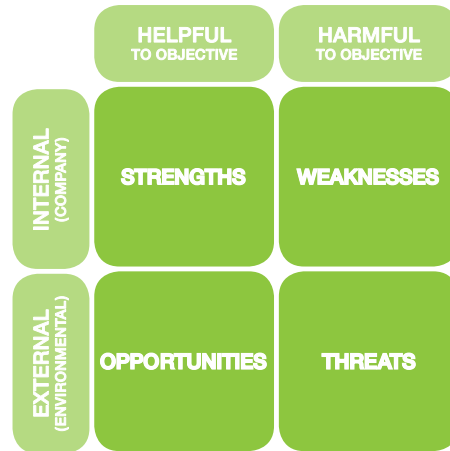 HELPFUL
TO OBJECTIVE
HARMFUL
TO OBJECTIVE
INTERNAL
(COMPANY)
STRENGTHS
WEAKNESSES
EXTERNAL
(ENVIRONMENTAL)
OPPORTUNITIES
THREATS